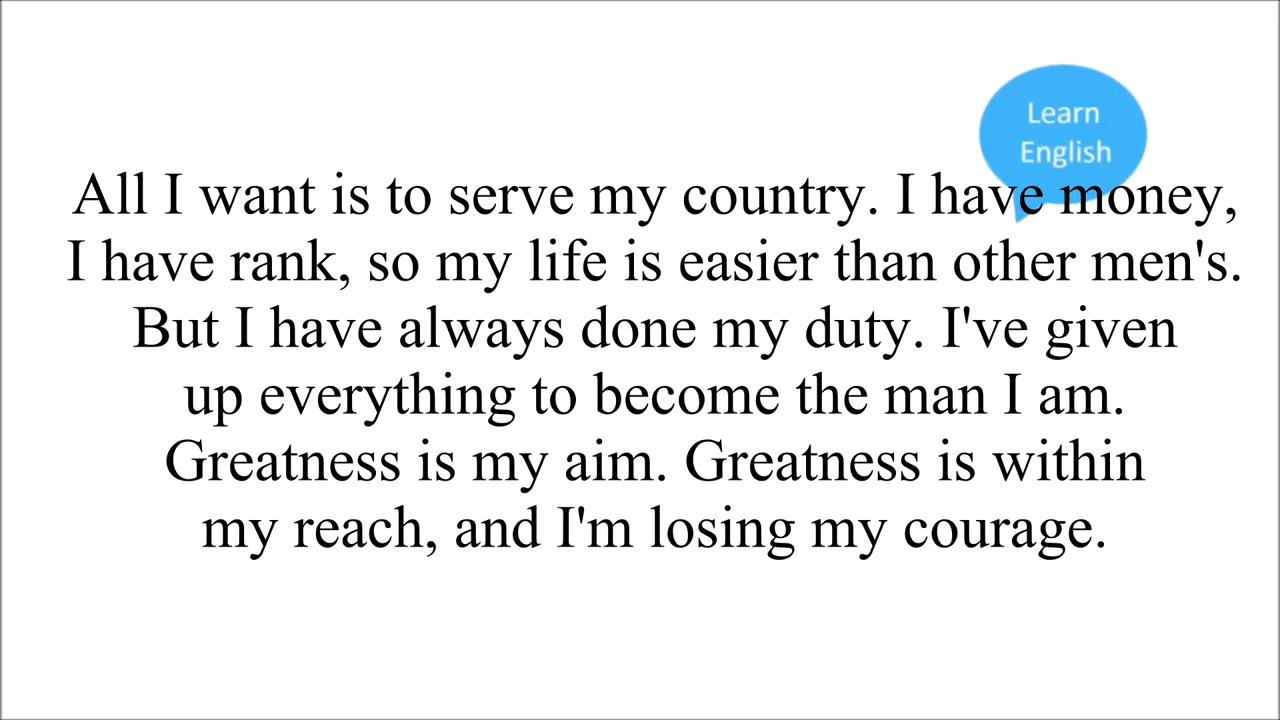 Learn
English
All I want is to serve my country. I have money,
I have rank, so my life is easier than other men's.
But I have always done my duty. I've given
up everything to become the man I am.
Greatness is my aim. Greatness is within
my reach, and I'm losing my courage.